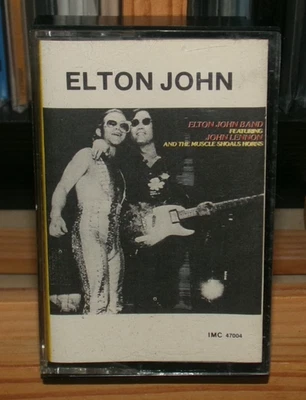 ELTON JOHN
ELTON JOHN BAND
FEATURING
JOHN LENNON
AND THE MUSCLE SHOALS HORNS
IMC 47004